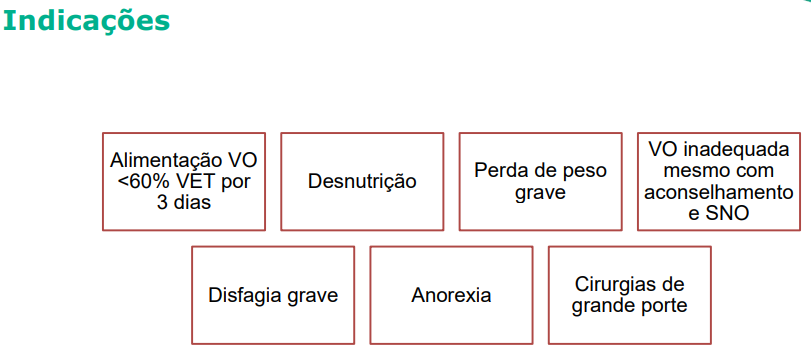 Indicações
Alimentação VO
<60% VET por
3 dias
Desnutrição
Perda de peso
grave
VO inadequada
mesmo com
aconselhamento
e SNO
Disfagia grave
Anorexia
Cirurgias de
grande porte